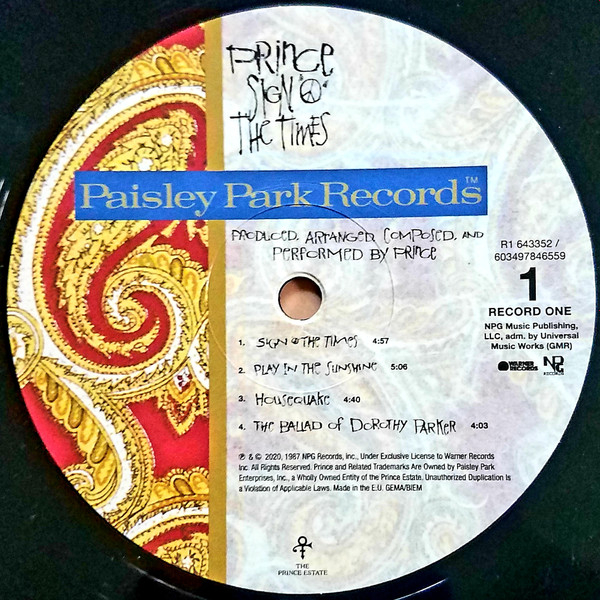 PRINCE
SIGN "☮"
THE TIMES
Paisley Park Records™
PRODUCED, ARRANGED, COMPOSED, AND
PERFORMED BY PRINCE
R1 643352 /
603497846559
1
RECORD ONE
NPG Music Publishing,
LLC, adm. by Universal
Music Works (GMR)
WARNER
RECORDS
NPG
RECORDS
1. SIGN ☮ THE TIMES 4:57
2. PLAY IN THE SUNSHINE 5:06
3. HOUSEQUAKE 4:40
4. THE BALLAD OF DOROTHY PARKER 4:03
℗ & © 2020, 1987 NPG Records, Inc., Under Exclusive License to Warner Records
Inc. All Rights Reserved. Prince and Related Trademarks Are Owned by Paisley Park
Enterprises, Inc., a Wholly Owned Entity of the Prince Estate. Unauthorized Duplication Is
a Violation of Applicable Laws. Made in the E.U. GEMA/BIEM
THE
PRINCE ESTATE